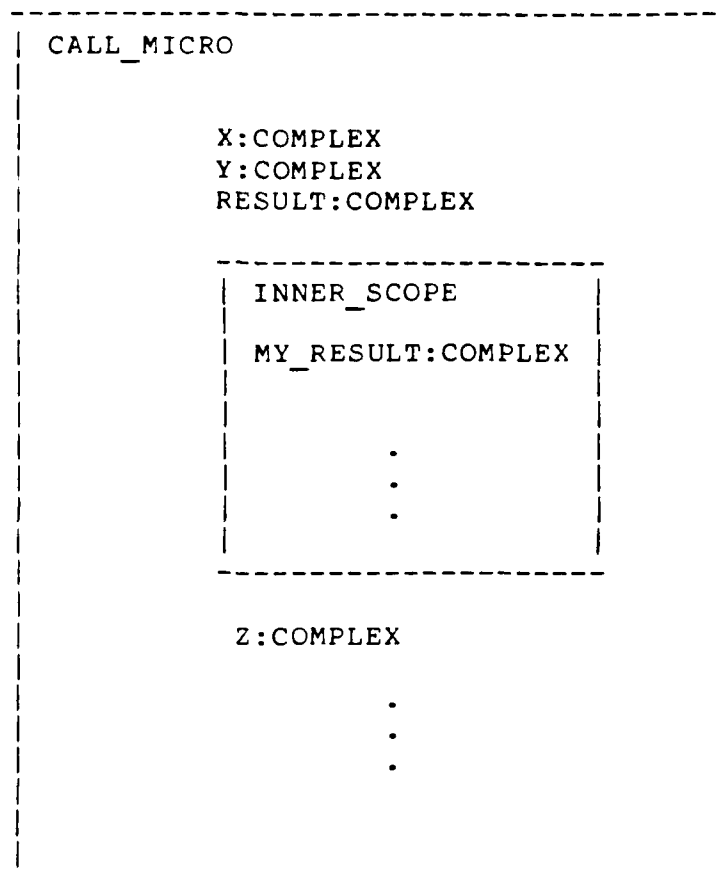 CALL_MICRO
X:COMPLEX
Y:COMPLEX
RESULT:COMPLEX
INNER_SCOPE
MY_RESULT:COMPLEX
.
.
.
Z:COMPLEX
.
.
.